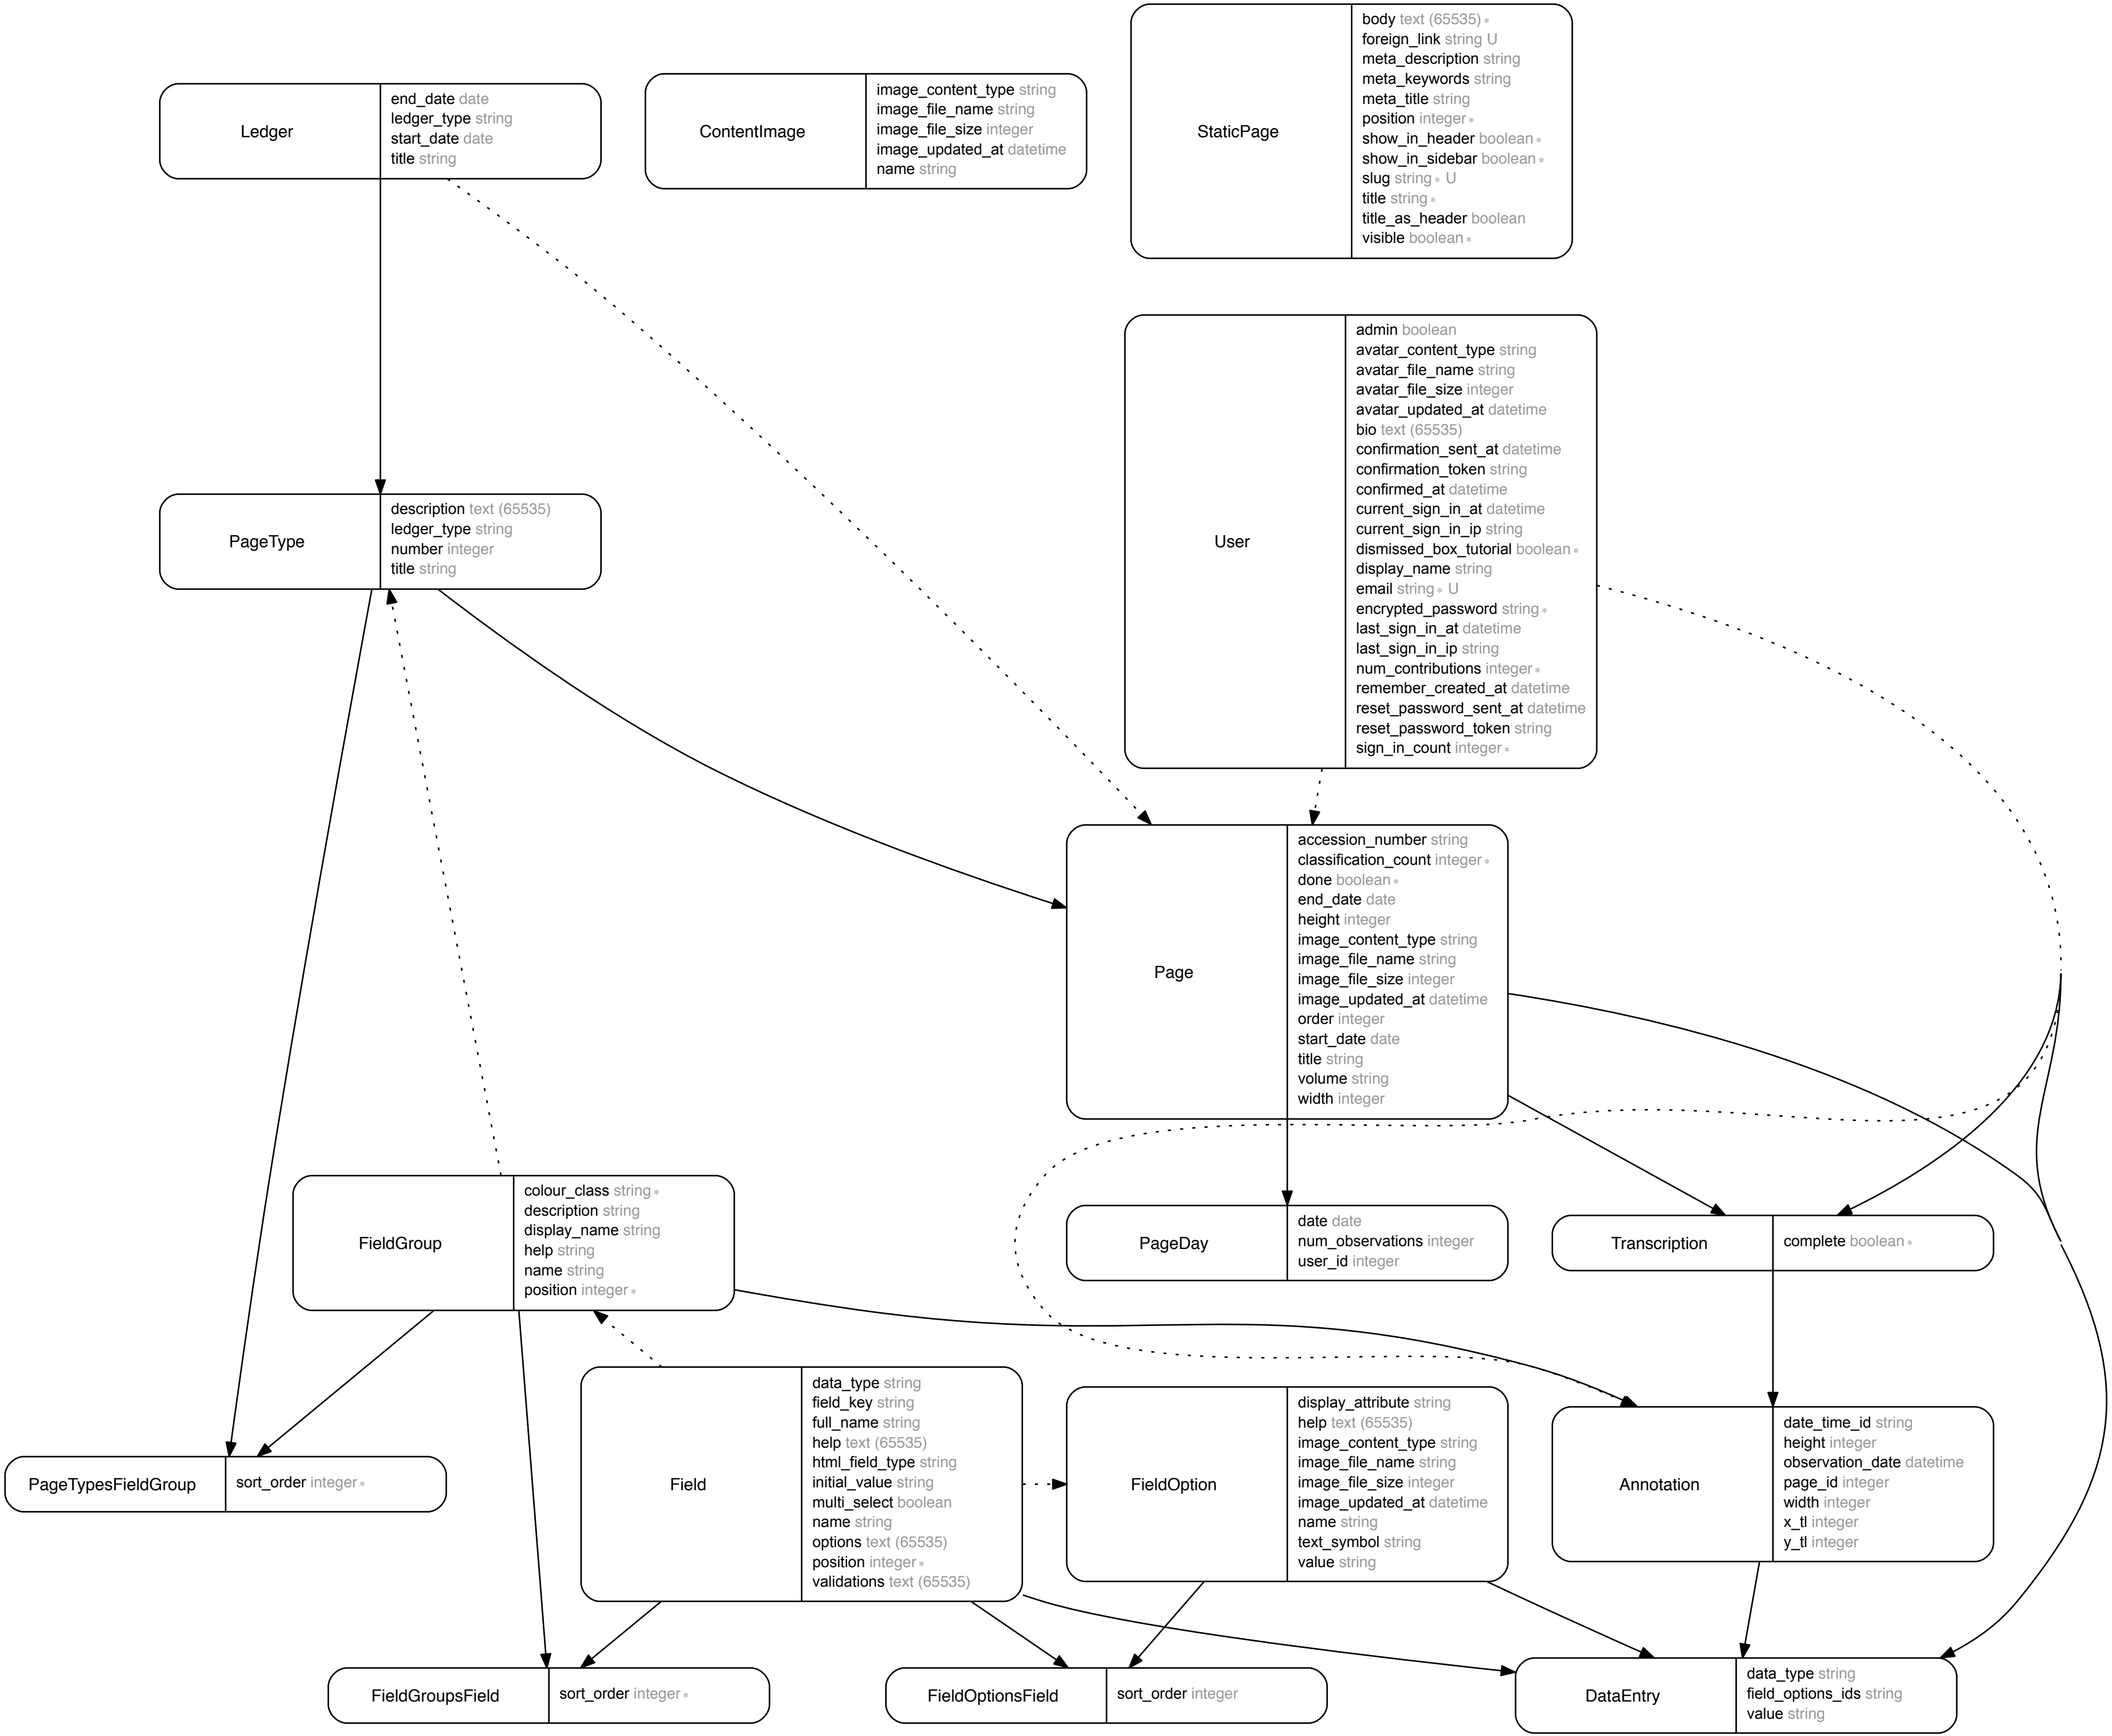 Ledger
end_date date
ledger_type string
start_date date
title string
ContentImage
image_content_type string
image_file_name string
image_file_size integer
image_updated_at datetime
name string
StaticPage
body text (65535) ∗
foreign_link string U
meta_description string
meta_keywords string
meta_title string
position integer ∗
show_in_header boolean ∗
show_in_sidebar boolean ∗
slug string ∗ U
title string ∗
title_as_header boolean
visible boolean ∗
PageType
description text (65535)
ledger_type string
number integer
title string
User
admin boolean
avatar_content_type string
avatar_file_name string
avatar_file_size integer
avatar_updated_at datetime
bio text (65535)
confirmation_sent_at datetime
confirmation_token string
confirmed_at datetime
current_sign_in_at datetime
current_sign_in_ip string
dismissed_box_tutorial boolean ∗
display_name string
email string ∗ U
encrypted_password string ∗
last_sign_in_at datetime
last_sign_in_ip string
num_contributions integer ∗
remember_created_at datetime
reset_password_sent_at datetime
reset_password_token string
sign_in_count integer ∗
Page
accession_number string
classification_count integer ∗
done boolean ∗
end_date date
height integer
image_content_type string
image_file_name string
image_file_size integer
image_updated_at datetime
order integer
start_date date
title string
volume string
width integer
FieldGroup
colour_class string ∗
description string
display_name string
help string
name string
position integer ∗
PageDay
date date
num_observations integer
user_id integer
Transcription
complete boolean ∗
PageTypesFieldGroup
sort_order integer ∗
Field
data_type string
field_key string
full_name string
help text (65535)
html_field_type string
initial_value string
multi_select boolean
name string
options text (65535)
position integer ∗
validations text (65535)
FieldOption
display_attribute string
help text (65535)
image_content_type string
image_file_name string
image_file_size integer
image_updated_at datetime
name string
text_symbol string
value string
Annotation
date_time_id string
height integer
observation_date datetime
page_id integer
width integer
x_tl integer
y_tl integer
FieldGroupsField
sort_order integer ∗
FieldOptionsField
sort_order integer
DataEntry
data_type string
field_options_ids string
value string